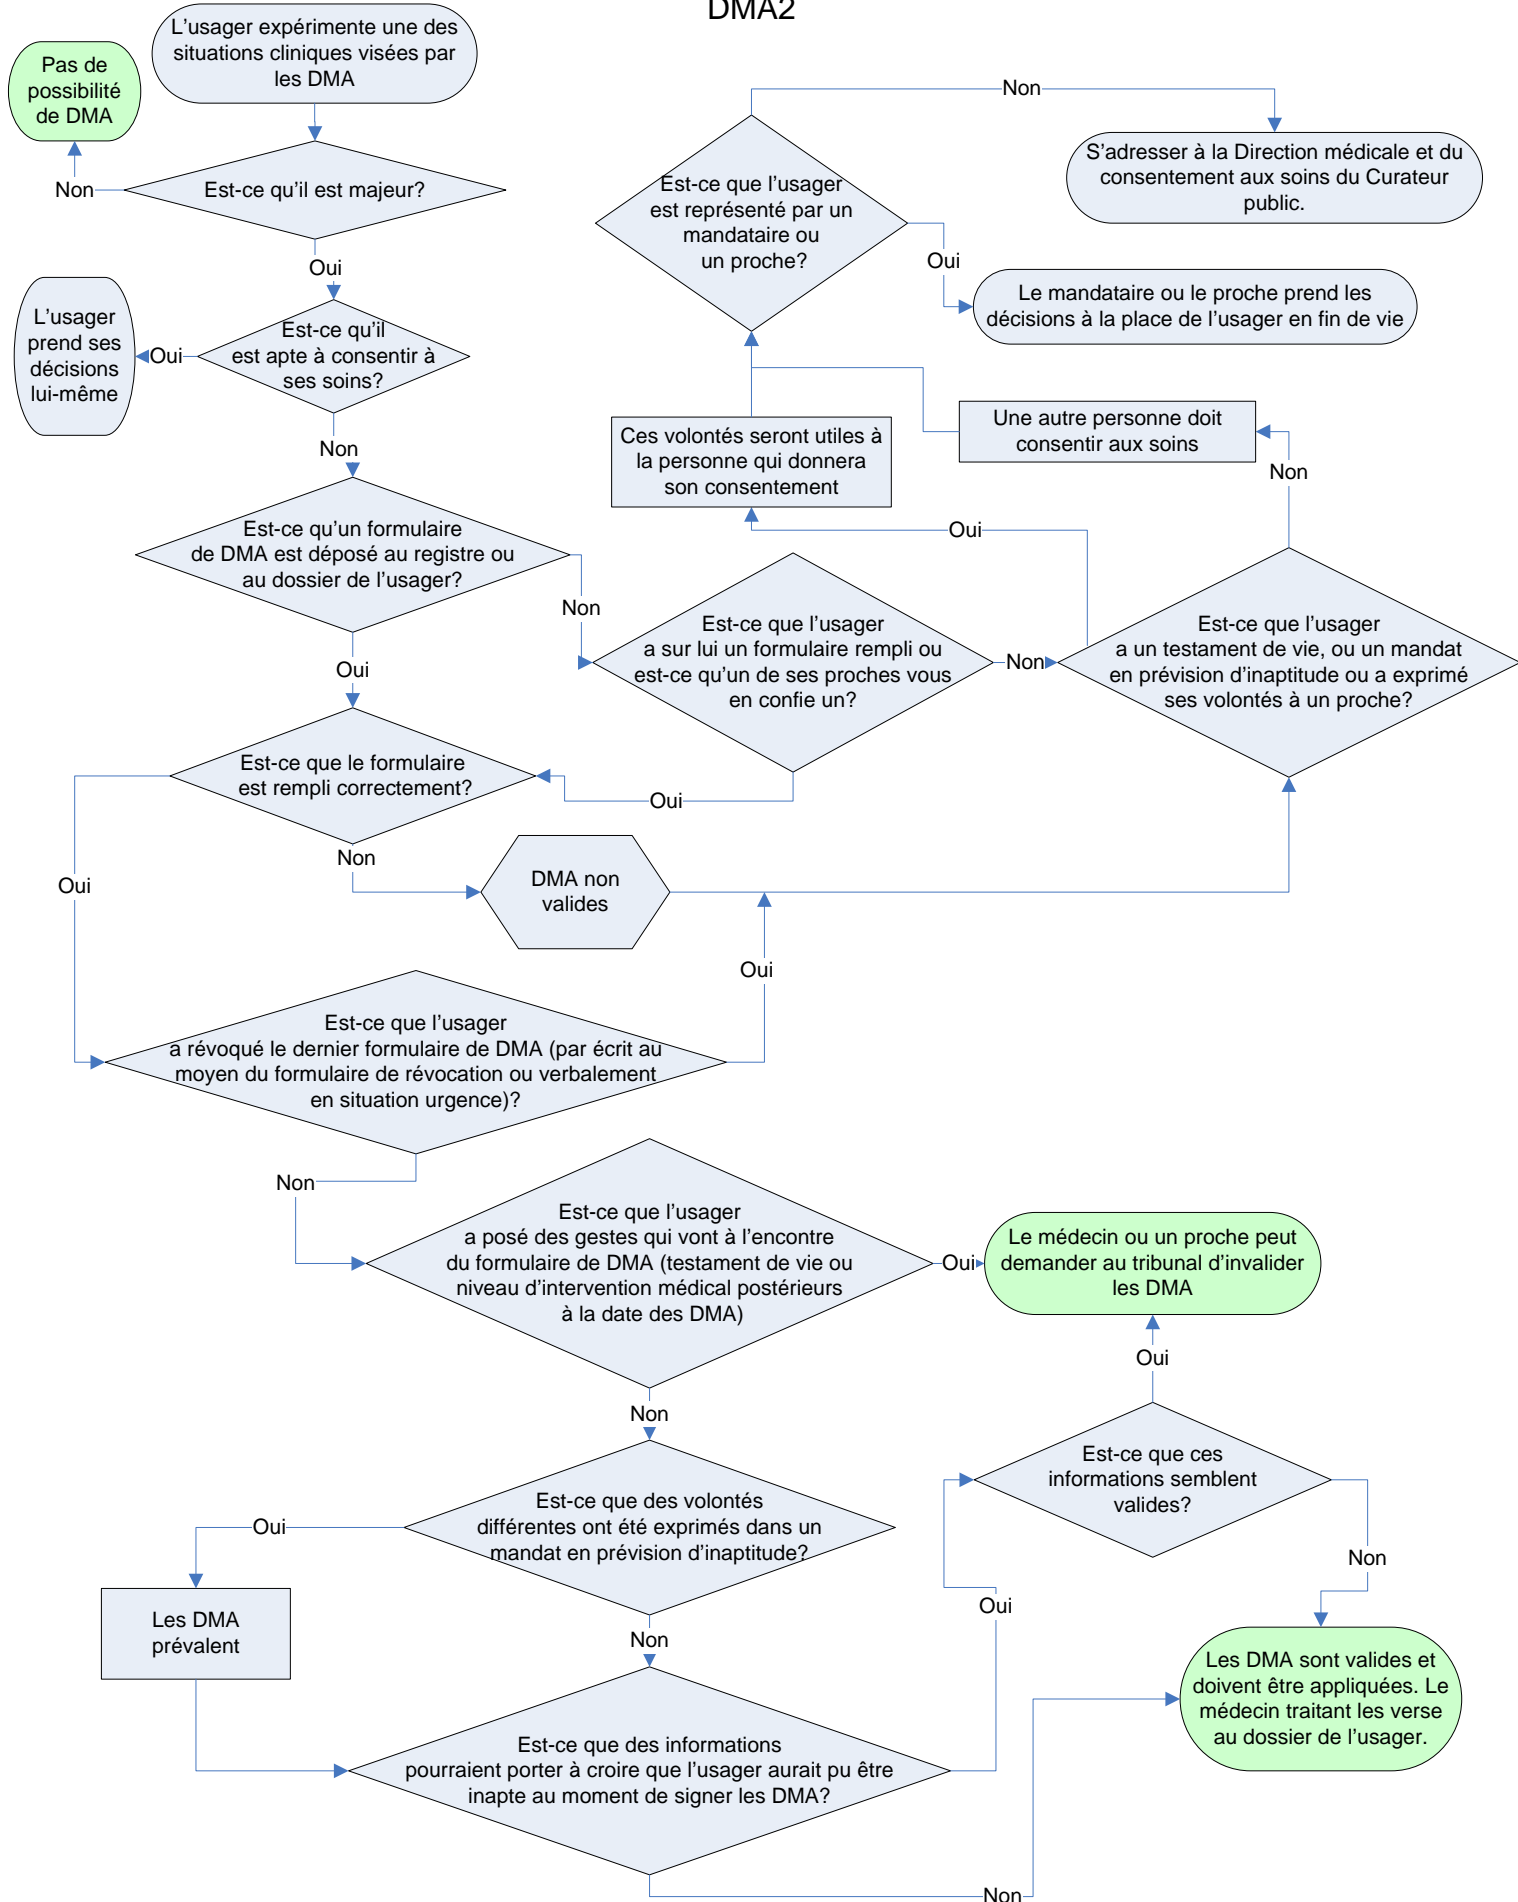 DMA2
L'usager expérimente une des
situations cliniques visées par
les DMA
Pas de
possibilité
de DMA
Non
Est-ce qu'il est majeur?
Oui
L'usager
prend ses
décisions
lui-même
Oui
Est-ce qu'il
est apte à consentir à
ses soins?
Non
Est-ce qu'un formulaire
de DMA est déposé au registre ou
au dossier de l'usager?
Non
Oui
Non
S'adresser à la Direction médicale et du
consentement aux soins du Curateur
public.
Est-ce que l'usager
est représenté par un
mandataire ou
un proche?
Oui
Le mandataire ou le proche prend les
décisions à la place de l'usager en fin de vie
Ces volontés seront utiles à
la personne qui donnera
son consentement
Une autre personne doit
consentir aux soins
Non
Oui
Est-ce que l'usager
a sur lui un formulaire rempli ou
est-ce qu'un de ses proches vous
en confie un?
Non
Est-ce que l'usager
a un testament de vie, ou un mandat
en prévision d'inaptitude ou a exprimé
ses volontés à un proche?
Est-ce que le formulaire
est rempli correctement?
Oui
Non
Oui
DMA non
valides
Oui
Est-ce que l'usager
a révoqué le dernier formulaire de DMA (par écrit au
moyen du formulaire de révocation ou verbalement
en situation urgence)?
Non
Est-ce que l'usager
a posé des gestes qui vont à l'encontre
du formulaire de DMA (testament de vie ou
niveau d'intervention médical postérieurs
à la date des DMA)
Oui
Le médecin ou un proche peut
demander au tribunal d'invalider
les DMA
Oui
Non
Est-ce que ces
informations semblent
valides?
Est-ce que des volontés
différentes ont été exprimés dans un
mandat en prévision d'inaptitude?
Oui
Non
Les DMA
prévalent
Oui
Non
Les DMA sont valides et
doivent être appliquées. Le
médecin traitant les verse
au dossier de l'usager.
Est-ce que des informations
pourraient porter à croire que l'usager aurait pu être
inapte au moment de signer les DMA?
Non